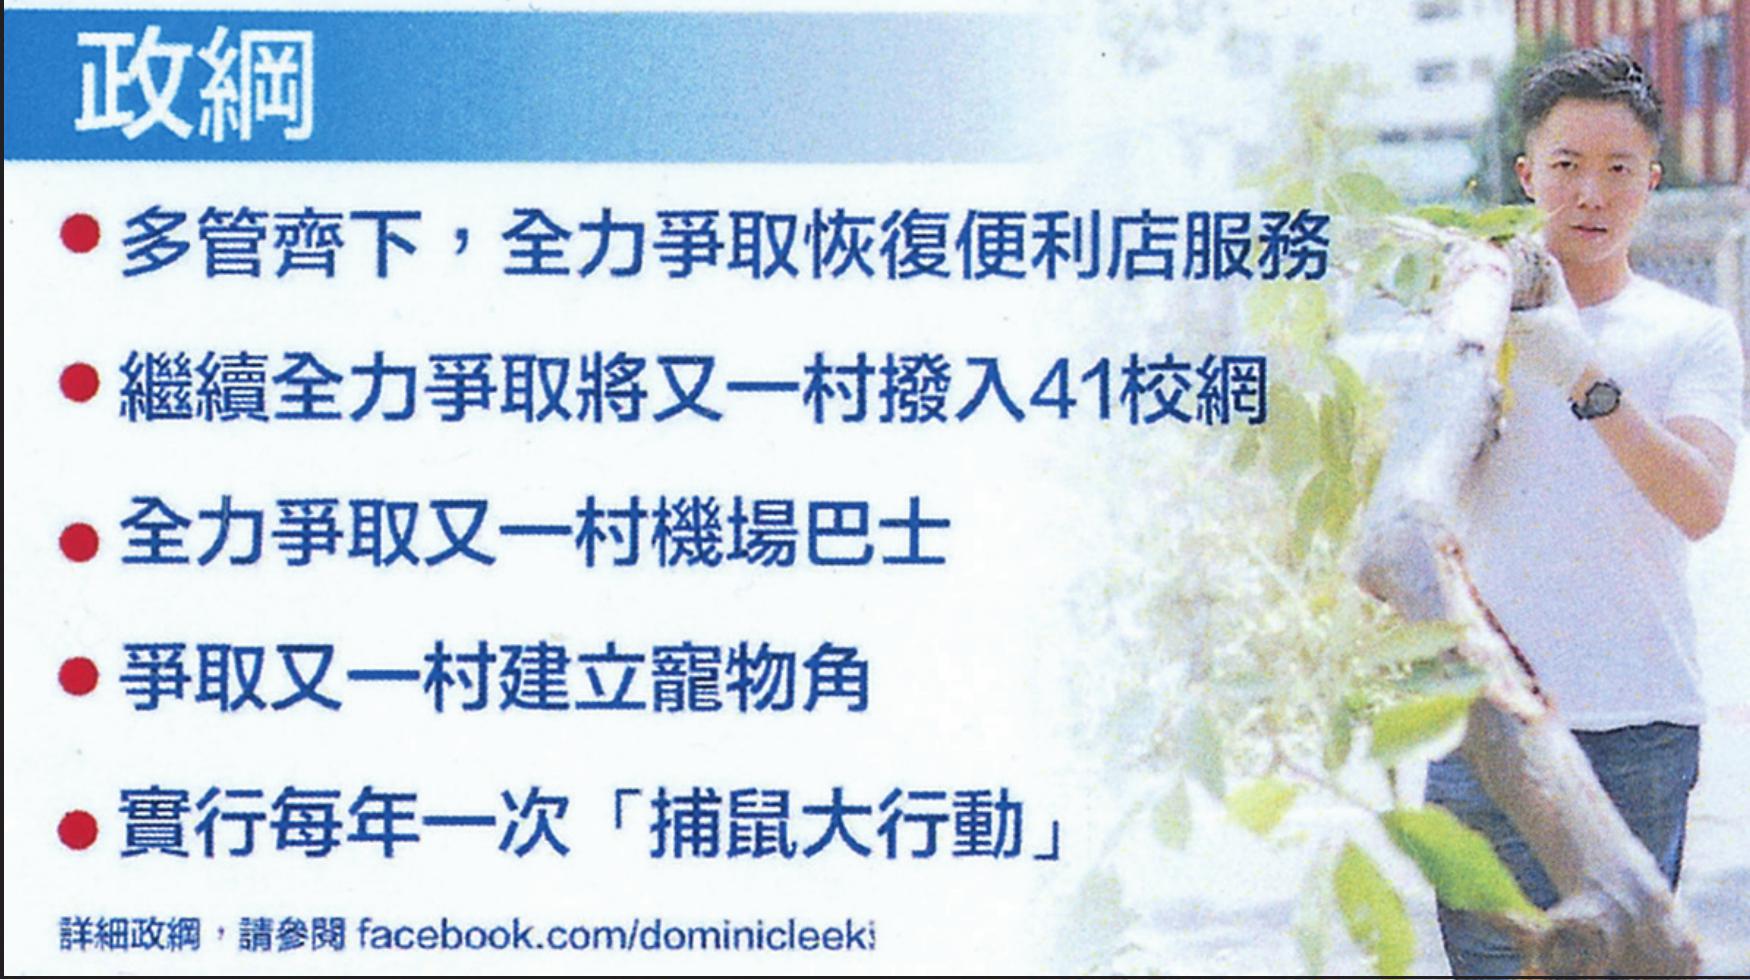 政綱
多管齊下，全力爭取恢復便利店服務
繼續全力爭取將又一村撥入41校網
全力爭取又一村機場巴士
爭取又一村建立寵物角
實行每年一次「捕鼠大行動」
詳細政綱，請參閱 facebook.com/dominicleeki